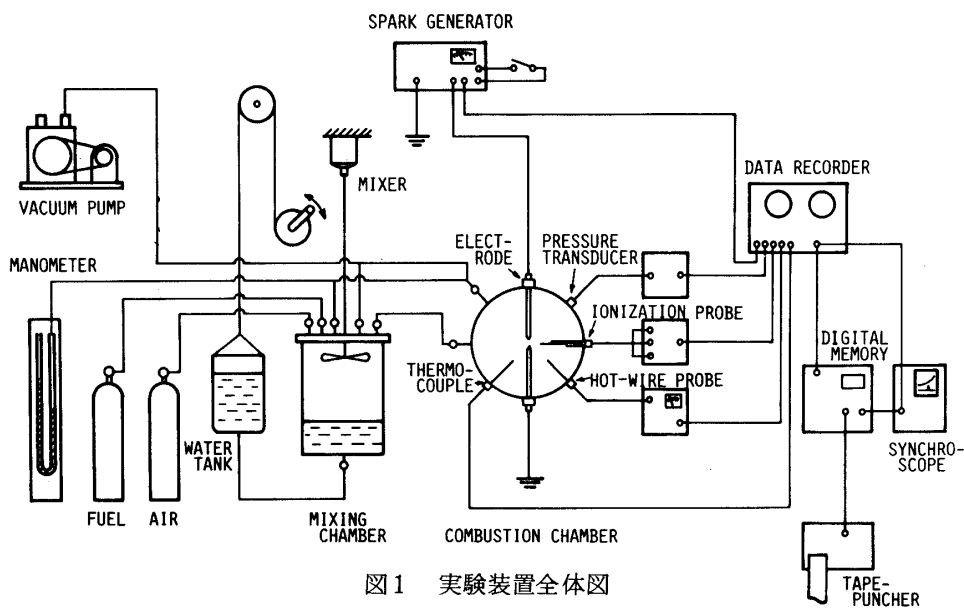 SPARK GENERATOR
VACUUM PUMP
MIXER
DATA RECORDER
MANOMETER
ELECT-
RODE
PRESSURE
TRANSDUCER
IONIZATION PROBE
DIGITAL
MEMORY
THERMO-
COUPLE
HOT-WIRE PROBE
WATER
TANK
SYNCHRO-
SCOPE
FUEL
AIR
MIXING
CHAMBER
COMBUSTION CHAMBER
TAPE-
PUNCHER
図1 実験装置全体図